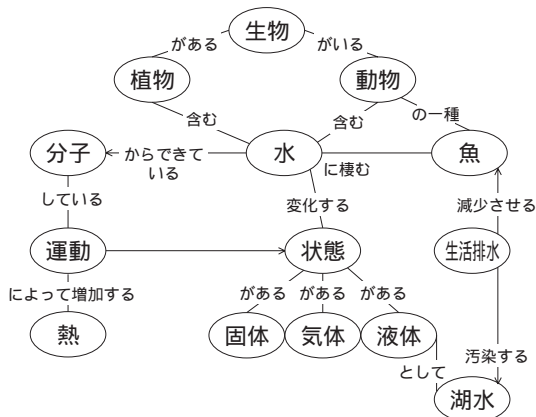 生物
がある
がいる
植物
動物
含む
含む
の一種
分子
からできて
いる
水
に棲む
魚
している
変化する
減少させる
運動
状態
生活排水
によって増加する
がある
がある
がある
熱
固体
気体
液体
汚染する
として
湖水